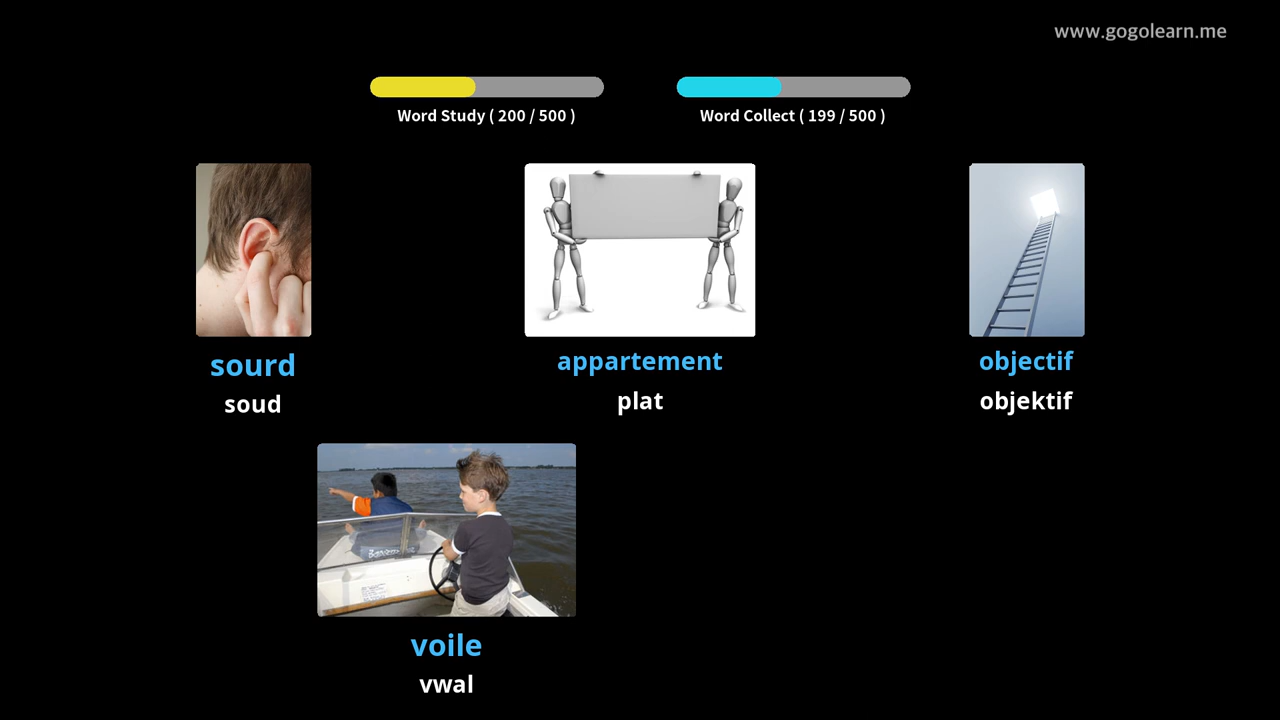 www.gogolearn.me
Word Study ( 200 / 500 )
Word Collect ( 199 / 500 )
sourd
soud
appartement
plat
objectif
objektif
voile
vwal